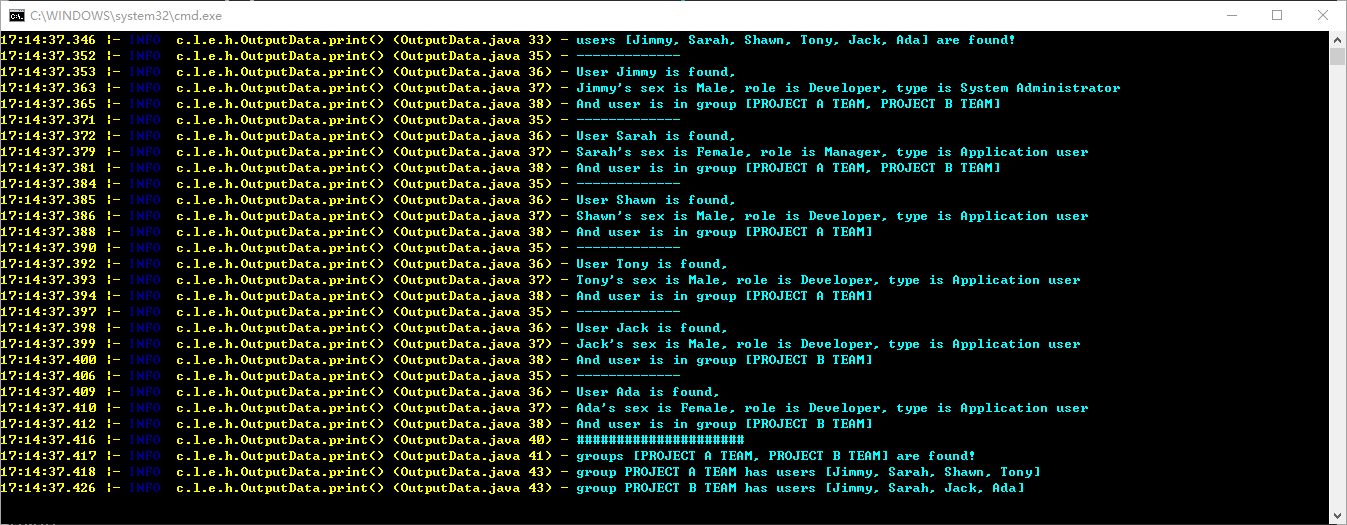 C:\WINDOWS\system32\cmd.exe
17:14:37.346 |- INFO  c.l.e.h.OutputData.print() (OutputData.java 33) - users [Jimmy, Sarah, Shawn, Tony, Jack, Ada] are found!
17:14:37.352 |- INFO  c.l.e.h.OutputData.print() (OutputData.java 35) - -------------
17:14:37.353 |- INFO  c.l.e.h.OutputData.print() (OutputData.java 36) - User Jimmy is found,
17:14:37.363 |- INFO  c.l.e.h.OutputData.print() (OutputData.java 37) - Jimmy's sex is Male, role is Developer, type is System Administrator
17:14:37.365 |- INFO  c.l.e.h.OutputData.print() (OutputData.java 38) - And user is in group [PROJECT A TEAM, PROJECT B TEAM]
17:14:37.371 |- INFO  c.l.e.h.OutputData.print() (OutputData.java 35) - -------------
17:14:37.372 |- INFO  c.l.e.h.OutputData.print() (OutputData.java 36) - User Sarah is found,
17:14:37.379 |- INFO  c.l.e.h.OutputData.print() (OutputData.java 37) - Sarah's sex is Female, role is Manager, type is Application user
17:14:37.381 |- INFO  c.l.e.h.OutputData.print() (OutputData.java 38) - And user is in group [PROJECT A TEAM, PROJECT B TEAM]
17:14:37.384 |- INFO  c.l.e.h.OutputData.print() (OutputData.java 35) - -------------
17:14:37.385 |- INFO  c.l.e.h.OutputData.print() (OutputData.java 36) - User Shawn is found,
17:14:37.386 |- INFO  c.l.e.h.OutputData.print() (OutputData.java 37) - Shawn's sex is Male, role is Developer, type is Application user
17:14:37.388 |- INFO  c.l.e.h.OutputData.print() (OutputData.java 38) - And user is in group [PROJECT A TEAM]
17:14:37.390 |- INFO  c.l.e.h.OutputData.print() (OutputData.java 35) - -------------
17:14:37.392 |- INFO  c.l.e.h.OutputData.print() (OutputData.java 36) - User Tony is found,
17:14:37.393 |- INFO  c.l.e.h.OutputData.print() (OutputData.java 37) - Tony's sex is Male, role is Developer, type is Application user
17:14:37.394 |- INFO  c.l.e.h.OutputData.print() (OutputData.java 38) - And user is in group [PROJECT A TEAM]
17:14:37.397 |- INFO  c.l.e.h.OutputData.print() (OutputData.java 35) - -------------
17:14:37.398 |- INFO  c.l.e.h.OutputData.print() (OutputData.java 36) - User Jack is found,
17:14:37.399 |- INFO  c.l.e.h.OutputData.print() (OutputData.java 37) - Jack's sex is Male, role is Developer, type is Application user
17:14:37.400 |- INFO  c.l.e.h.OutputData.print() (OutputData.java 38) - And user is in group [PROJECT B TEAM]
17:14:37.406 |- INFO  c.l.e.h.OutputData.print() (OutputData.java 35) - -------------
17:14:37.409 |- INFO  c.l.e.h.OutputData.print() (OutputData.java 36) - User Ada is found,
17:14:37.410 |- INFO  c.l.e.h.OutputData.print() (OutputData.java 37) - Ada's sex is Female, role is Developer, type is Application user
17:14:37.412 |- INFO  c.l.e.h.OutputData.print() (OutputData.java 38) - And user is in group [PROJECT B TEAM]
17:14:37.416 |- INFO  c.l.e.h.OutputData.print() (OutputData.java 40) - #####################
17:14:37.417 |- INFO  c.l.e.h.OutputData.print() (OutputData.java 41) - groups [PROJECT A TEAM, PROJECT B TEAM] are found!
17:14:37.418 |- INFO  c.l.e.h.OutputData.print() (OutputData.java 43) - group PROJECT A TEAM has users [Jimmy, Sarah, Shawn, Tony]
17:14:37.426 |- INFO  c.l.e.h.OutputData.print() (OutputData.java 43) - group PROJECT B TEAM has users [Jimmy, Sarah, Jack, Ada]